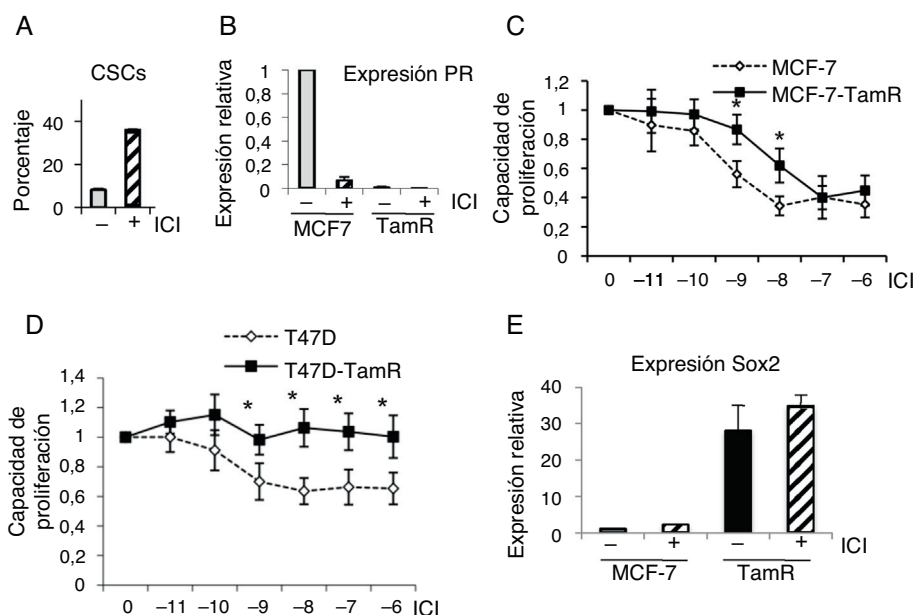 A
CSCs
Porcentaje
40
20
0
– + ICI
B
Expresión PR
Expresión relativa
1
0,8
0,6
0,4
0,2
0
– + – + ICI
MCF7 TamR
C
MCF-7
MCF-7-TamR
Capacidad de proliferación
1,2
1
0,8
0,6
0,4
0,2
0
* *
0 –11 –10 –9 –8 –7 –6 ICI
D
T47D
T47D-TamR
Capacidad de proliferación
1,4
1,2
1
0,8
0,6
0,4
0,2
0
* * * *
0 –11 –10 –9 –8 –7 –6 ICI
E
Expresión Sox2
Expresión relativa
40
30
20
10
0
– + – + ICI
MCF-7 TamR